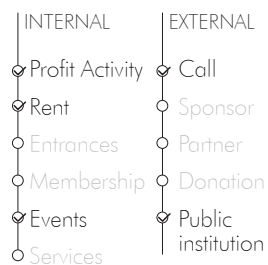 INTERNAL
Profit Activity
Rent
Entrances
Membership
Events
Services
EXTERNAL
Call
Sponsor
Partner
Donation
Public
institution